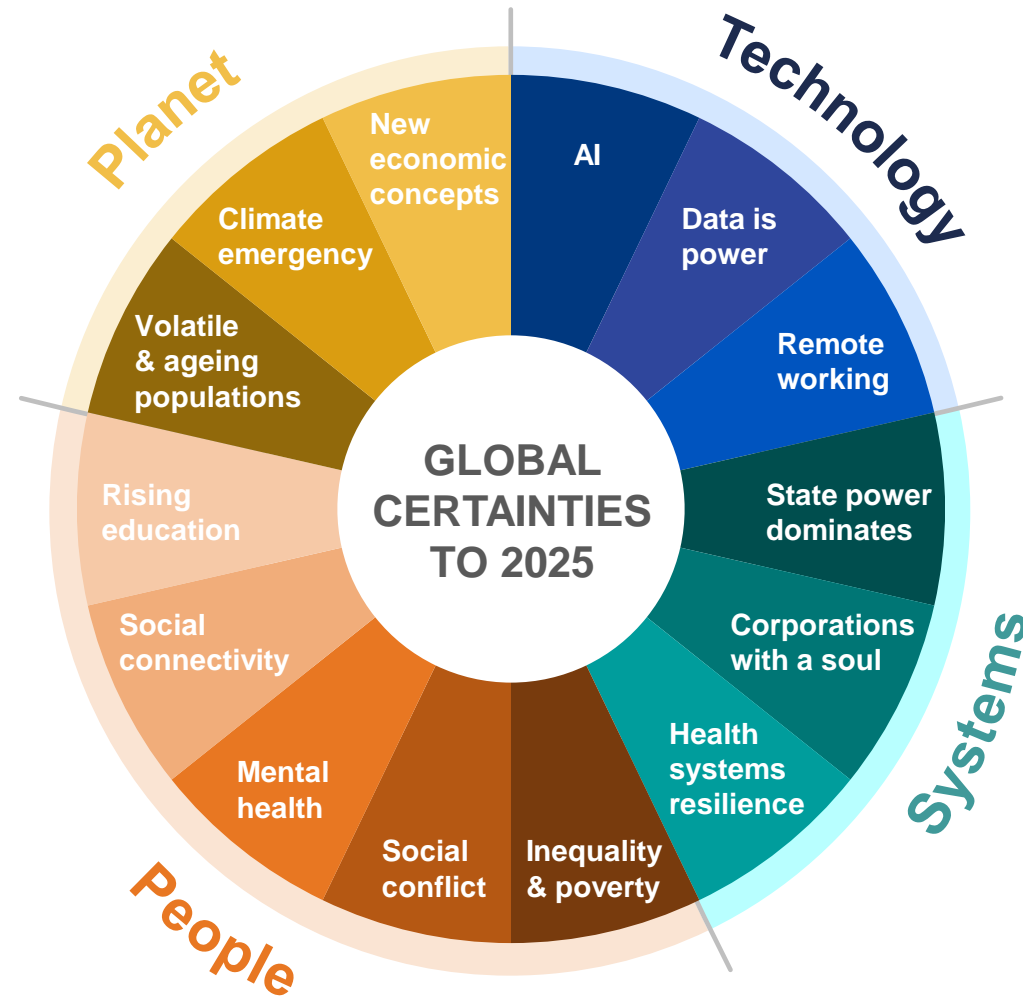 Planet
Technology
New
economic
concepts
AI
Climate
emergency
Data is
power
Volatile
& ageing
populations
Remote
working
GLOBAL
CERTAINTIES
TO 2025
Rising
education
State power
dominates
Social
connectivity
Corporations
with a soul
Systems
Mental
health
Health
systems
resilience
Social
conflict
Inequality
& poverty
People